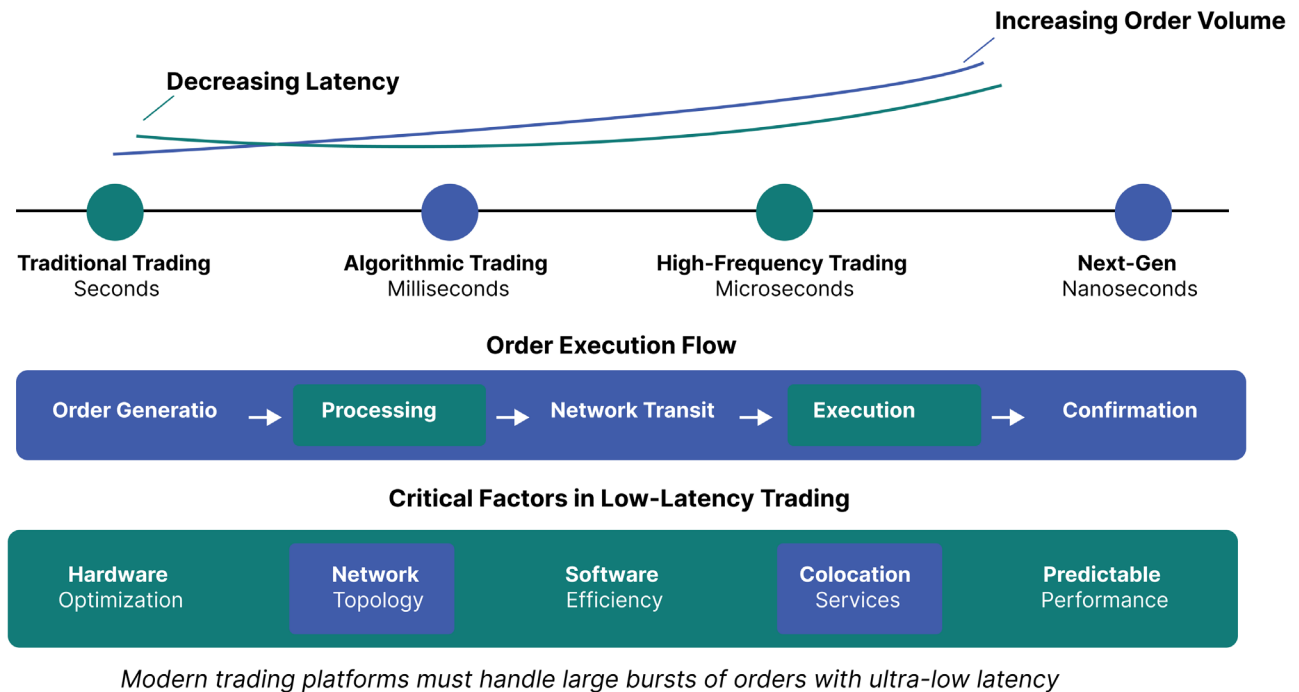 Increasing Order Volume
Decreasing Latency
Traditional Trading
Seconds
Algorithmic Trading
Milliseconds
High-Frequency Trading
Microseconds
Next-Gen
Nanoseconds
Order Execution Flow
Order Generatio
Processing
Network Transit
Execution
Confirmation
Critical Factors in Low-Latency Trading
Hardware
Optimization
Network
Topology
Software
Efficiency
Colocation
Services
Predictable
Performance
Modern trading platforms must handle large bursts of orders with ultra-low latency